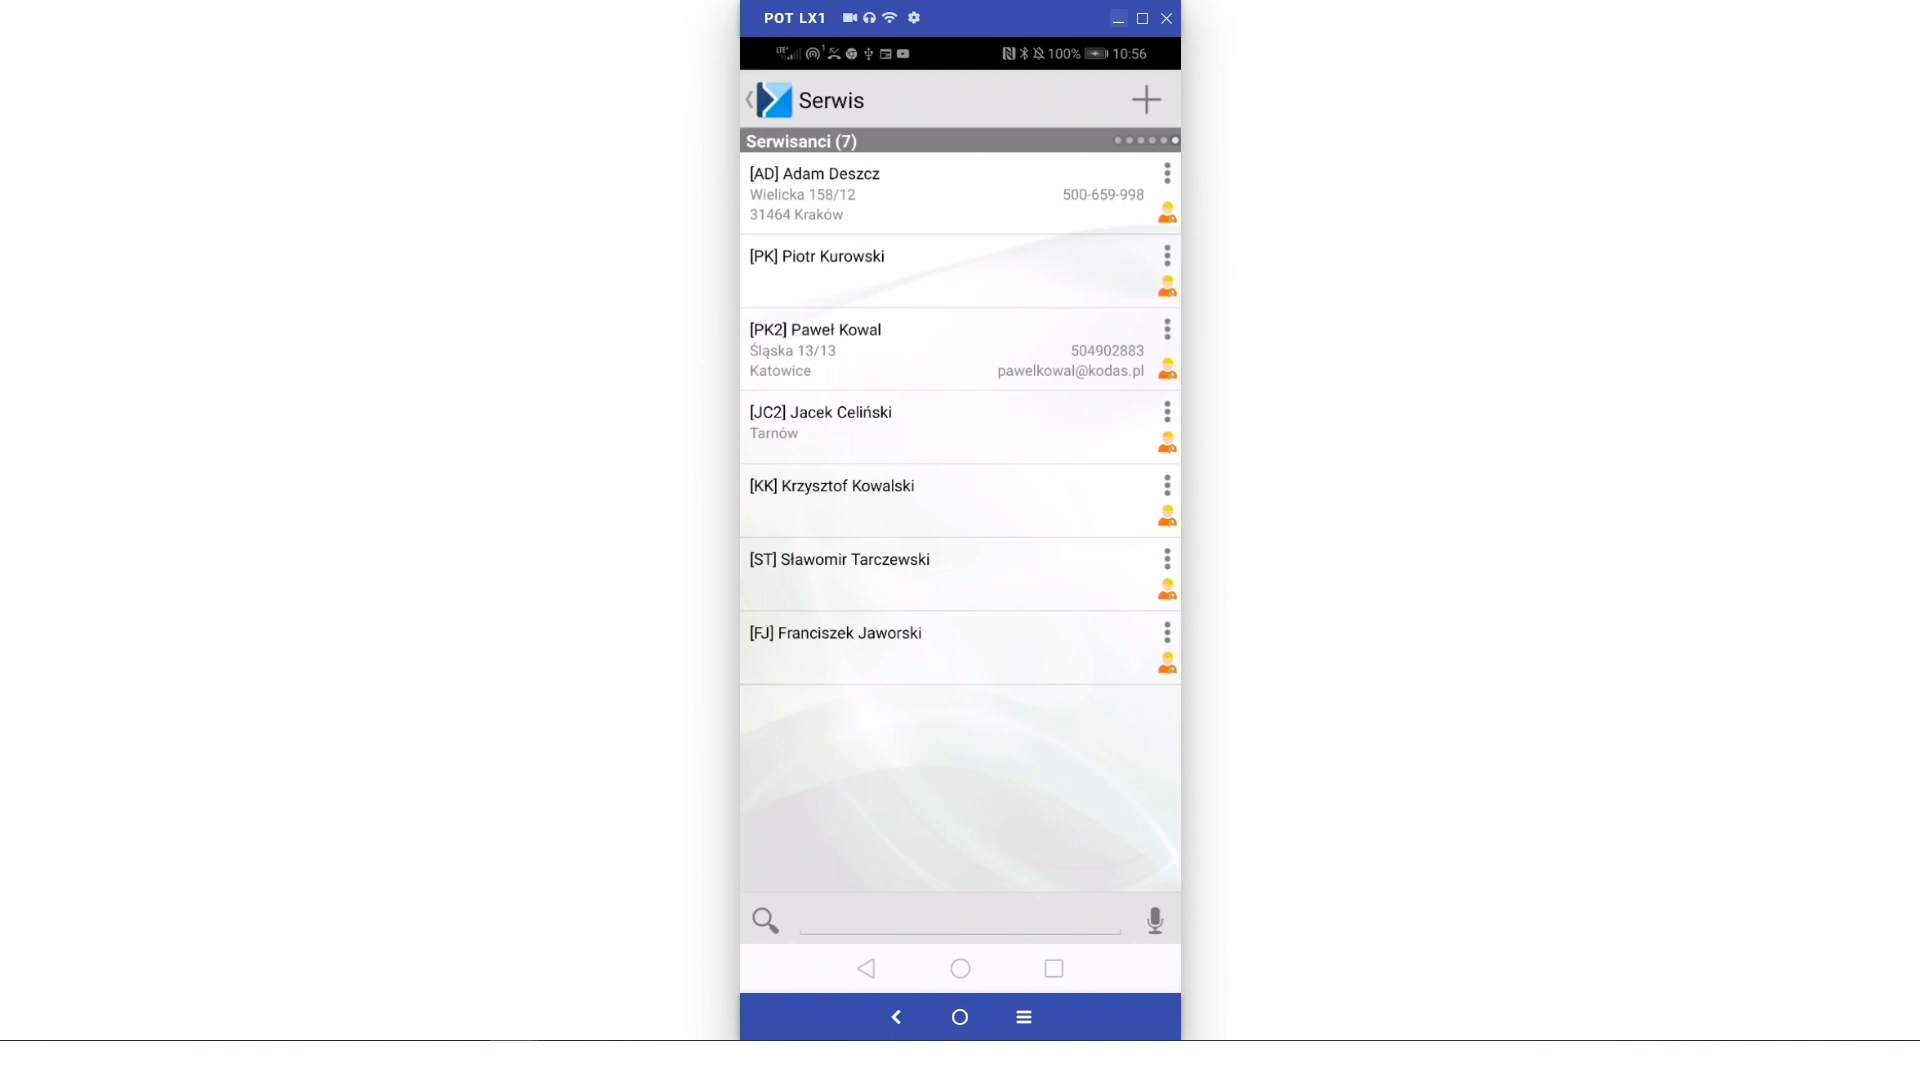 POT LX1
100% 10:56
Serwis
Serwisanci (7)
[AD] Adam Deszcz
Wielicka 158/12 500-659-998
31464 Kraków
[PK] Piotr Kurowski
[PK2] Paweł Kowal
Śląska 13/13 504902883
Katowice pawelkowal@kodas.pl
[JC2] Jacek Celiński
Tarnów
[KK] Krzysztof Kowalski
[ST] Sławomir Tarczewski
[FJ] Franciszek Jaworski